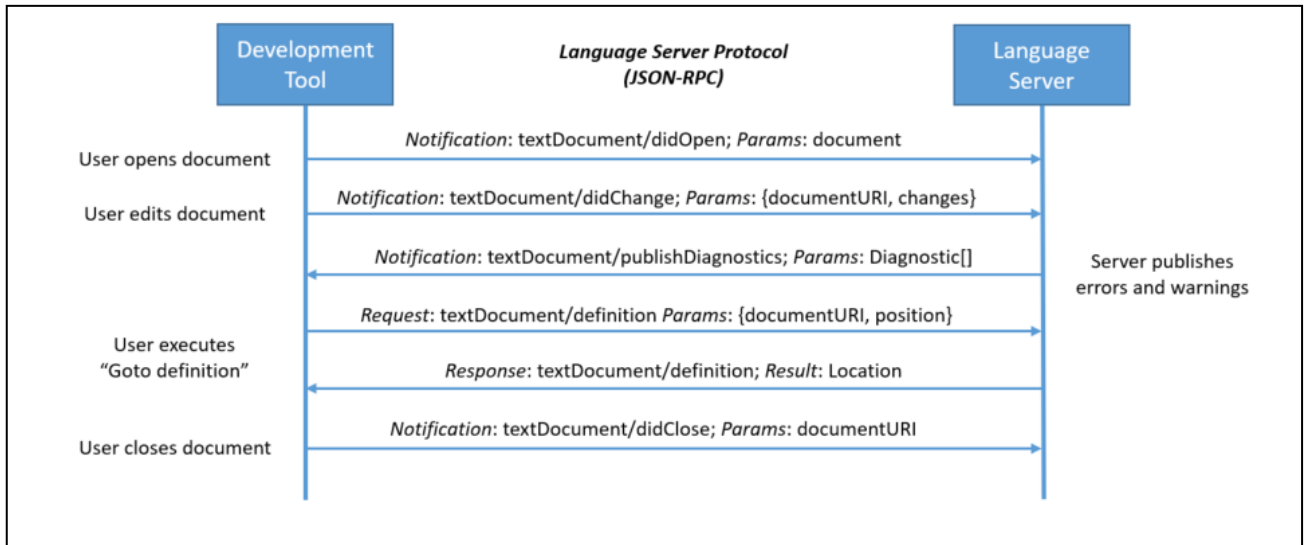 Development
Tool
Language Server Protocol
(JSON-RPC)
Language
Server
Notification: textDocument/didOpen; Params: document
User opens document
Notification: textDocument/didChange; Params: {documentURI, changes}
User edits document
Notification: textDocument/publishDiagnostics; Params: Diagnostic[]
Server publishes
errors and warnings
Request: textDocument/definition Params: {documentURI, position}
User executes
“Goto definition”
Response: textDocument/definition; Result: Location
Notification: textDocument/didClose; Params: documentURI
User closes document